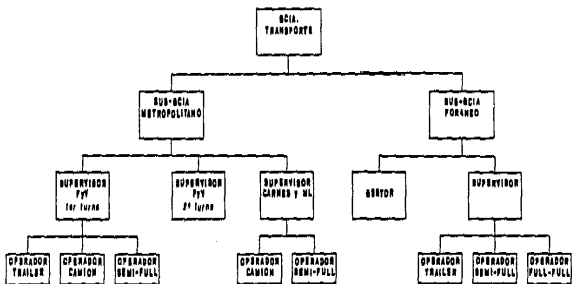 GCIA.
TRANSPORTE
SUB-GCIA
METROPOLITANO
SUB-GCIA
FORANEO
SUPERVISOR
FyV
1er turno
SUPERVISOR
FyV
2º turno
SUPERVISOR
CARNES y ML
GESTOR
SUPERVISOR
OPERADOR
TRAILER
OPERADOR
CAMION
OPERADOR
SEMI-FULL
OPERADOR
CAMION
OPERADOR
SEMI-FULL
OPERADOR
TRAILER
OPERADOR
SEMI-FULL
OPERADOR
FULL-FULL